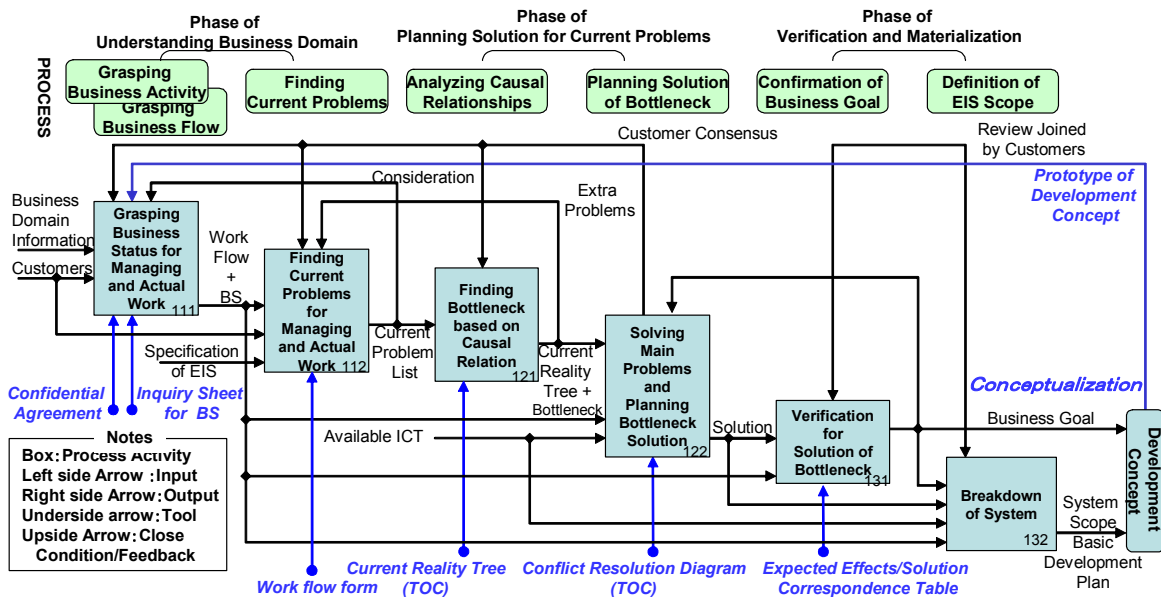 Phase of
Understanding Business Domain
Phase of
Planning Solution for Current Problems
Phase of
Verification and Materialization
PROCESS
Grasping
Business Activity
Grasping
Business Flow
Finding
Current Problems
Analyzing Causal
Relationships
Planning Solution
of Bottleneck
Confirmation of
Business Goal
Definition of
EIS Scope
Customer Consensus
Review Joined
by Customers
Consideration
Extra
Problems
Prototype of
Development
Concept
Business
Domain
Information
Customers
Grasping
Business
Status for
Managing
and Actual
Work
111
Work
Flow
+
BS
Finding
Current
Problems
for
Managing
and Actual
Work
112
Specification
of EIS
Current
Problem
List
Finding
Bottleneck
based on
Causal
Relation
121
Current
Reality
Tree +
Bottleneck
Solving
Main
Problems
and
Planning
Bottleneck
Solution
122
Available ICT
Solution
Verification
for
Solution of
Bottleneck
131
Conceptualization
Business Goal
Breakdown
of System
132
System
Scope
Basic
Development
Plan
Development
Concept
Confidential
Agreement
Inquiry Sheet
for BS
Notes
Box:Process Activity
Left side Arrow :Input
Right side Arrow:Output
Underside arrow:Tool
Upside Arrow:Close
Condition/Feedback
Work flow form
Current Reality Tree
(TOC)
Conflict Resolution Diagram
(TOC)
Expected Effects/Solution
Correspondence Table